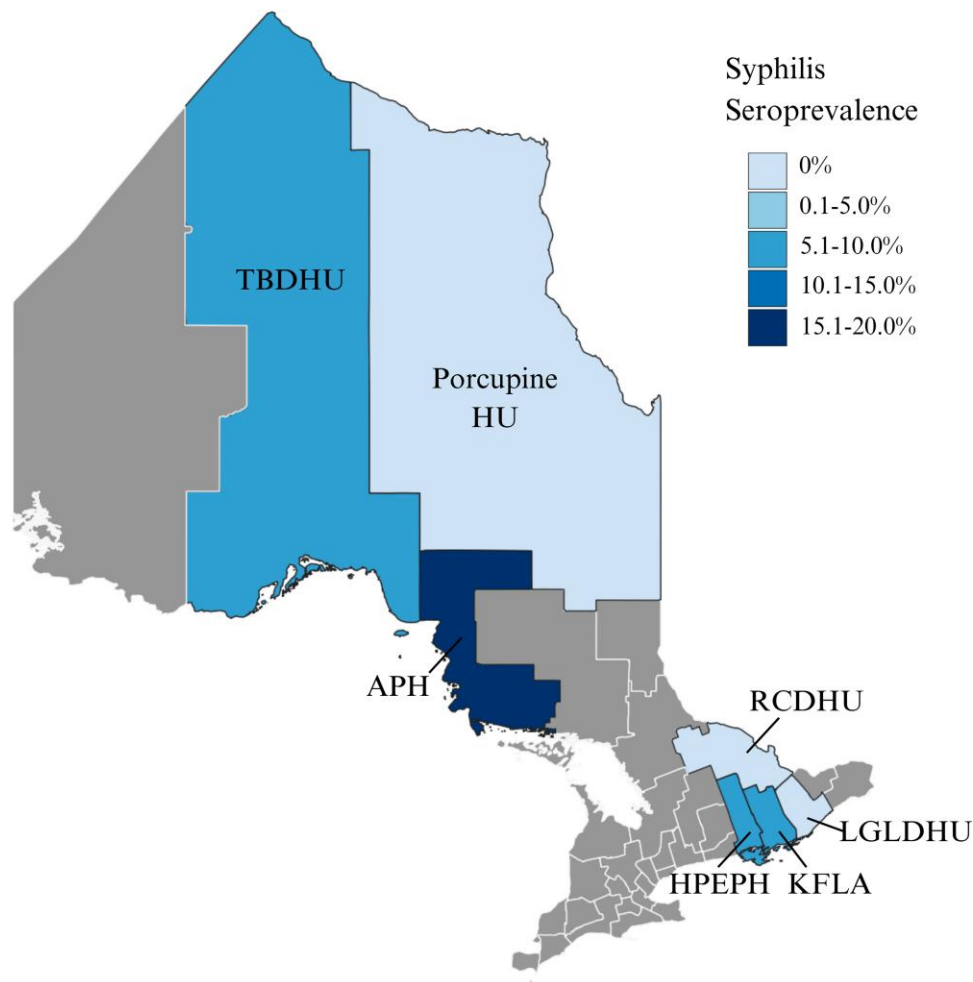 Syphilis
Seroprevalence
0%
0.1-5.0%
5.1-10.0%
10.1-15.0%
15.1-20.0%
TBDHU
Porcupine
HU
APH
RCDHU
LGLDHU
HPEPH
KFLA